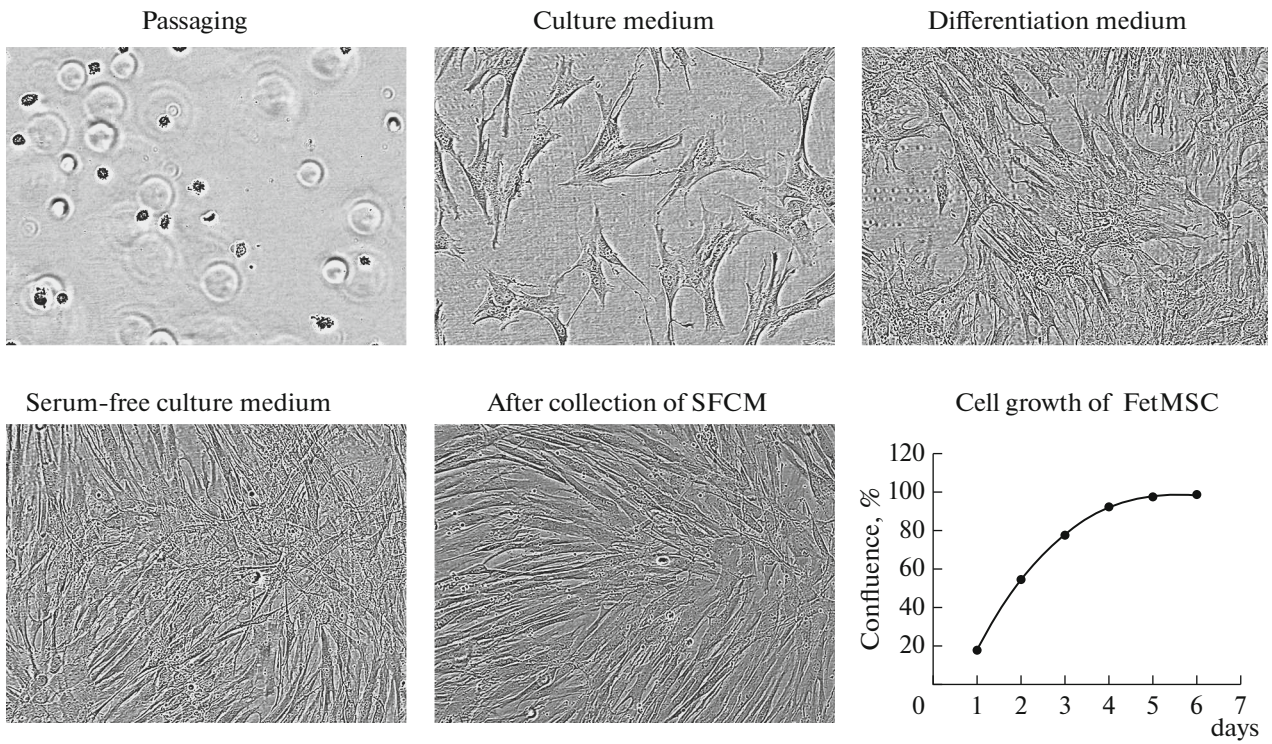 Passaging
Culture medium
Differentiation medium
Serum-free culture medium
After collection of SFCM
Cell growth of FetMSC
Confluence, %
120
100
80
60
40
20
0 1 2 3 4 5 6 7
days